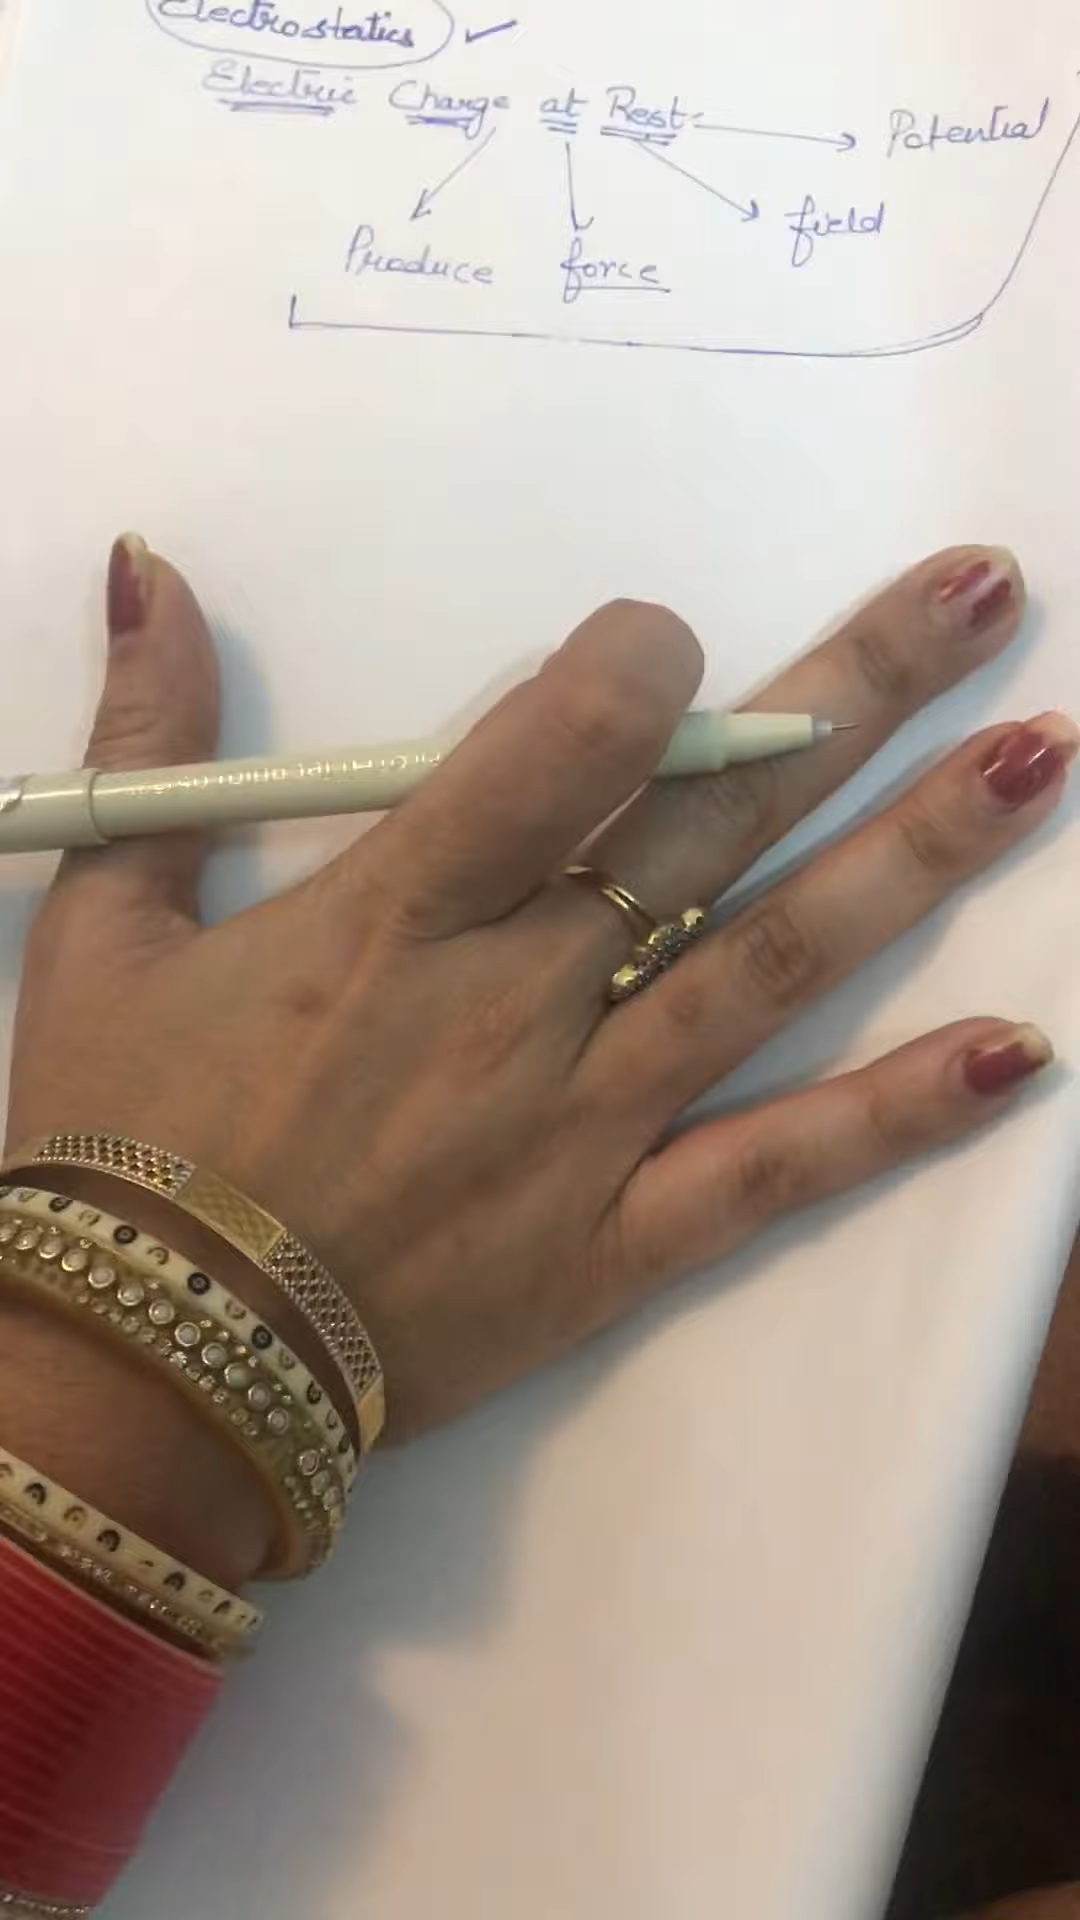 Electrostatics ✓
Electric Charge at Rest: → Potential
Produce force field